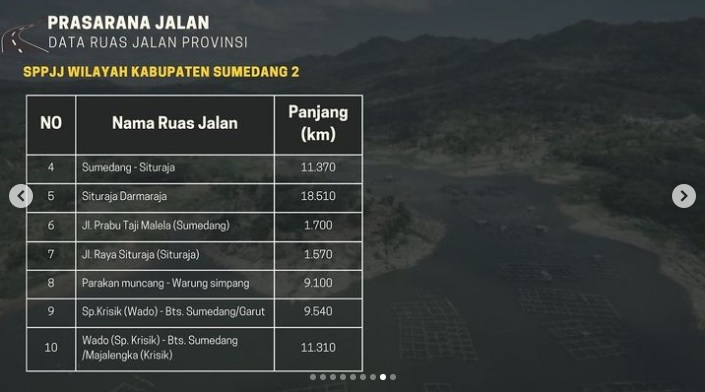 PRASARANA JALAN
DATA RUAS JALAN PROVINSI
SPPJJ WILAYAH KABUPATEN SUMEDANG 2
NO Nama Ruas Jalan Panjang (km)
4 Sumedang - Situraja 11.370
5 Situraja Darmaraja 18.510
6 Jl. Prabu Taji Malela (Sumedang) 1.700
7 Jl. Raya Situraja (Situraja) 1.570
8 Parakan muncang - Warung simpang 9.100
9 Sp.Krisik (Wado) - Bts. Sumedang/Garut 9.540
10 Wado (Sp. Krisik) - Bts. Sumedang
/Majalengka (Krisik) 11.310